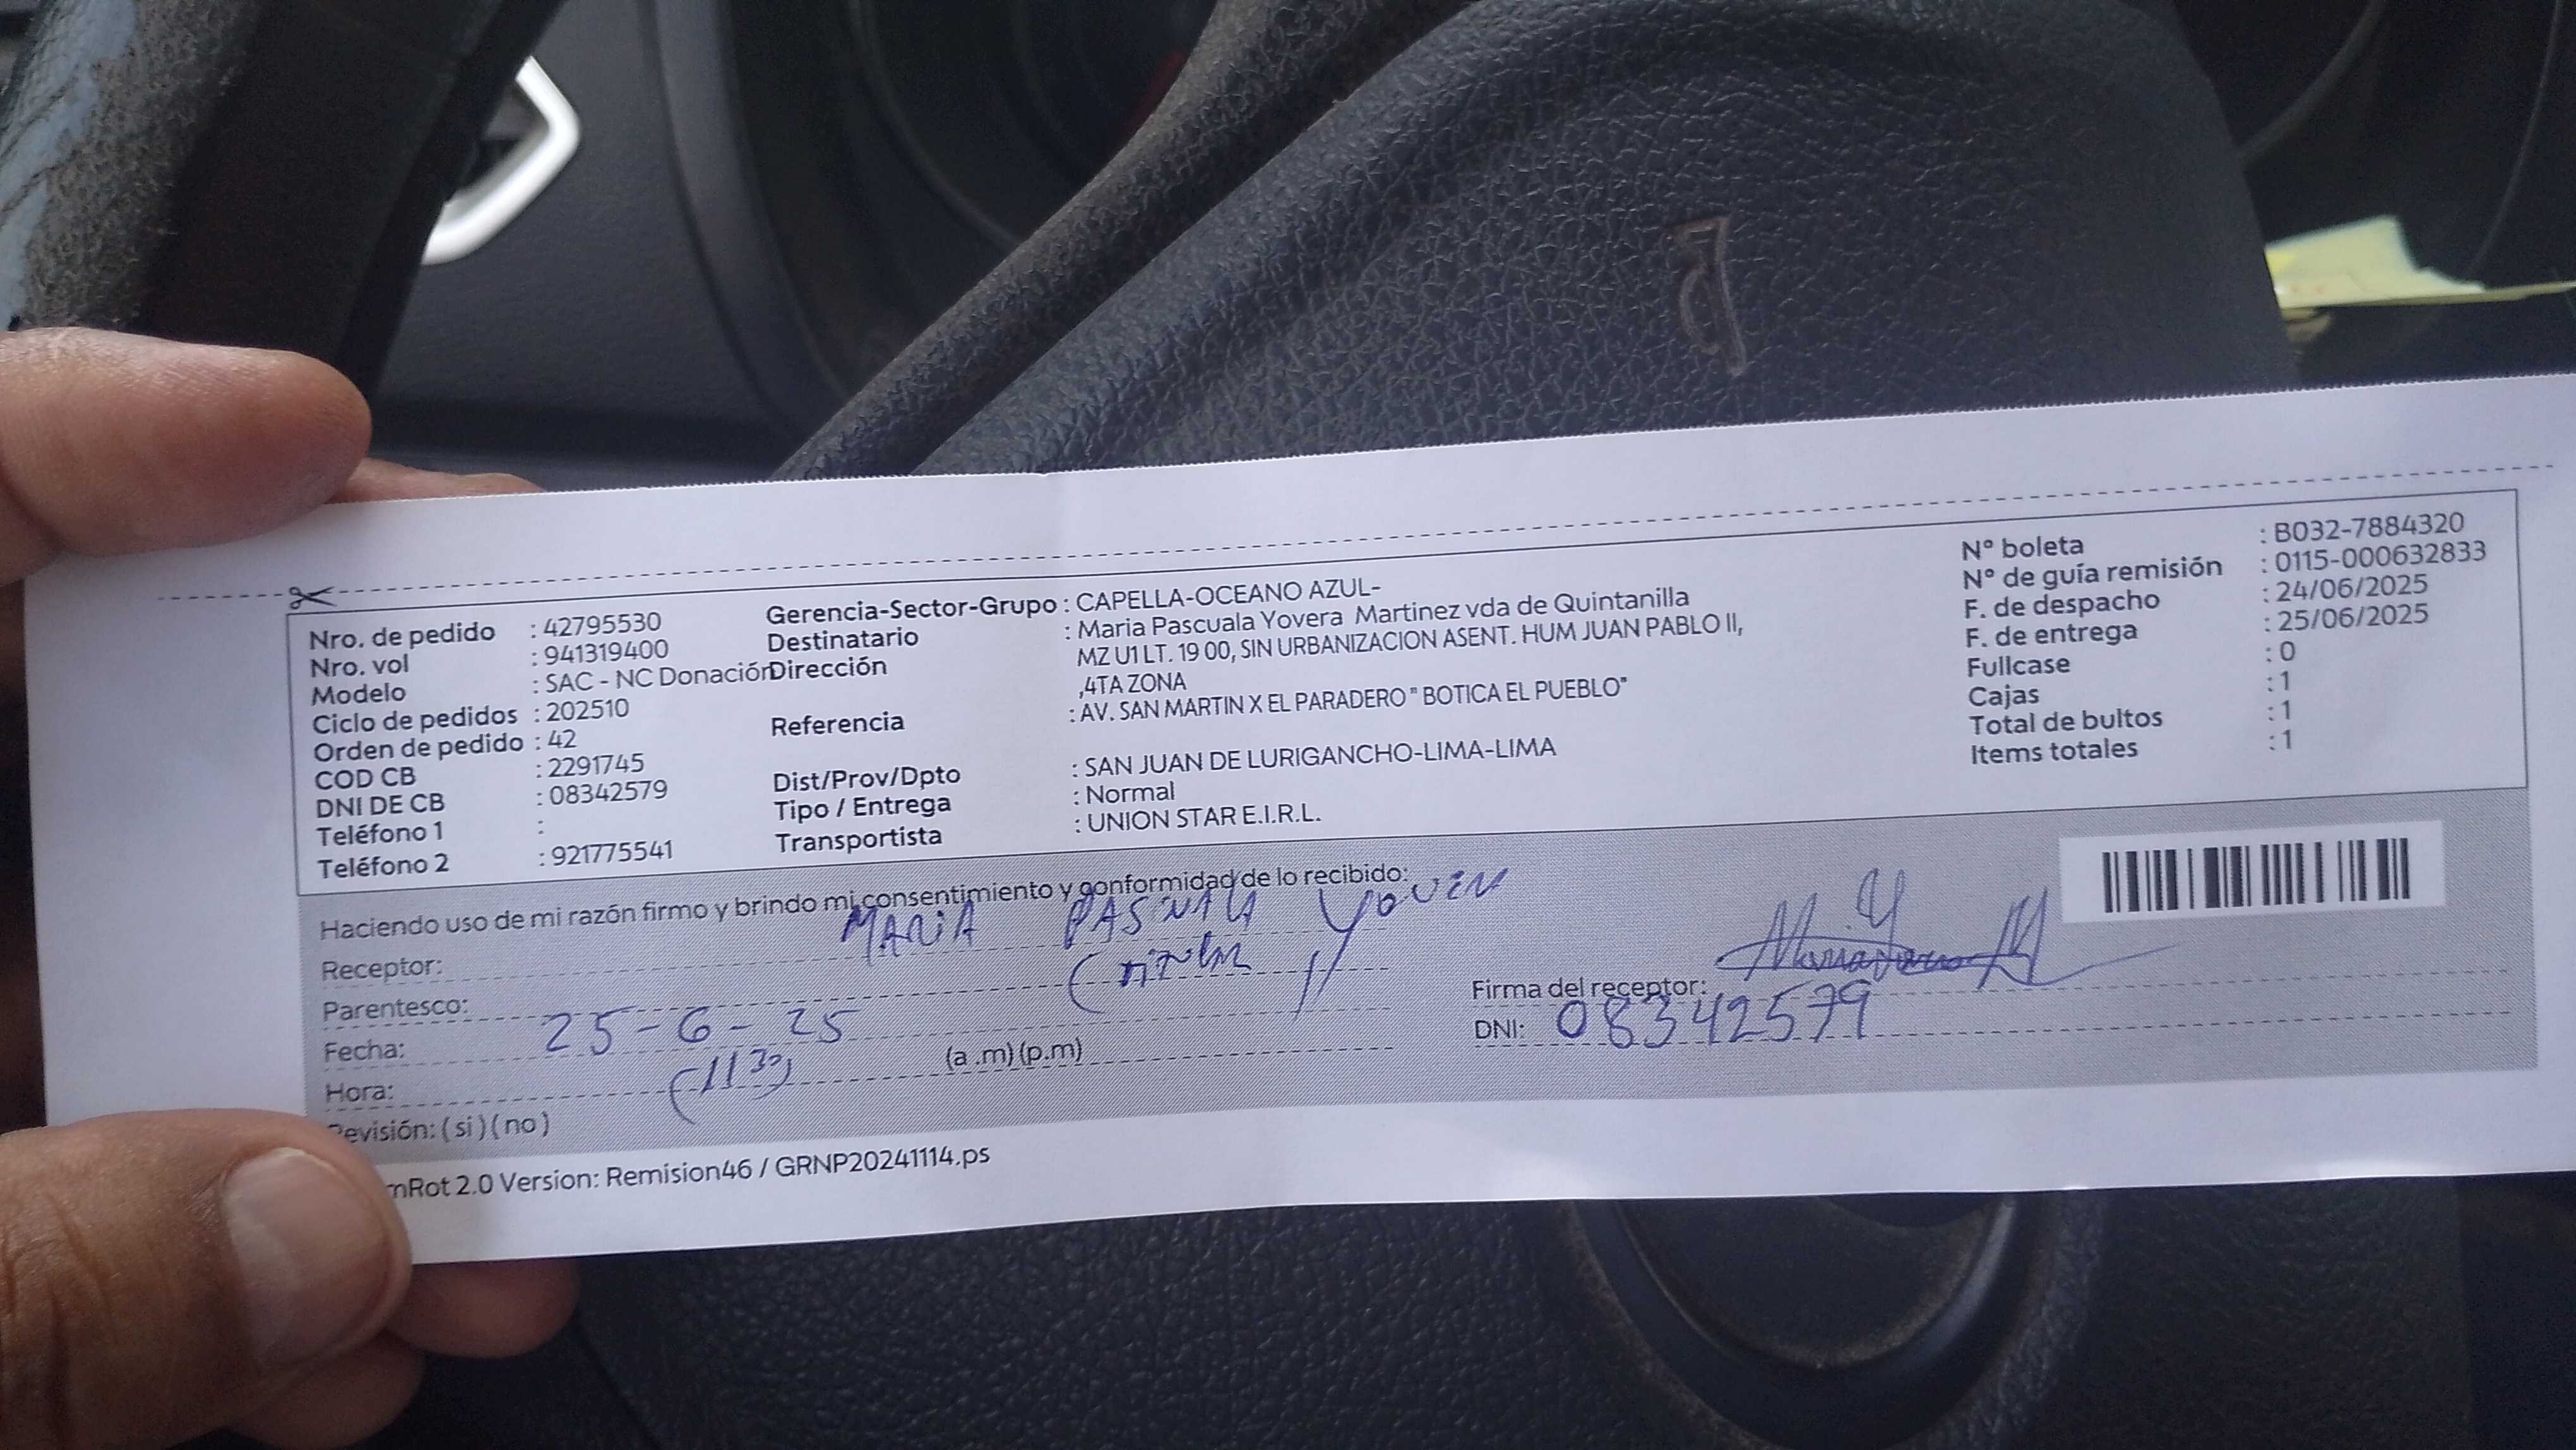 Nro. de pedido : 42795530
Nro. vol : 941319400
Modelo : SAC - NC Donación
Ciclo de pedidos : 202510
Orden de pedido : 42
COD CB : 2291745
DNI DE CB : 08342579
Teléfono 1 :
Teléfono 2 : 921775541
Gerencia-Sector-Grupo : CAPELLA-OCEANO AZUL-
Destinatario : Maria Pascuala Yovera Martinez vda de Quintanilla
Dirección MZ U1 LT. 19 00, SIN URBANIZACION ASENT. HUM JUAN PABLO II,
,4TA ZONA
Referencia : AV. SAN MARTIN X EL PARADERO " BOTICA EL PUEBLO"
Dist/Prov/Dpto : SAN JUAN DE LURIGANCHO-LIMA-LIMA
Tipo / Entrega : Normal
Transportista : UNION STAR E.I.R.L.
N° boleta : B032-7884320
N° de guía remisión : 0115-000632833
F. de despacho : 24/06/2025
F. de entrega : 25/06/2025
Fullcase : 0
Cajas : 1
Total de bultos : 1
Items totales : 1
Haciendo uso de mi razón firmo y brindo mi consentimiento y conformidad de lo recibido:
Receptor: MARIA
Parentesco:
Fecha: 25-6-25
Hora: (11 30) (a .m) (p.m)
Revisión: ( si ) ( no )
Firma del receptor:
DNI: 08342579
mRot 2.0 Version: Remision46 / GRNP20241114.ps